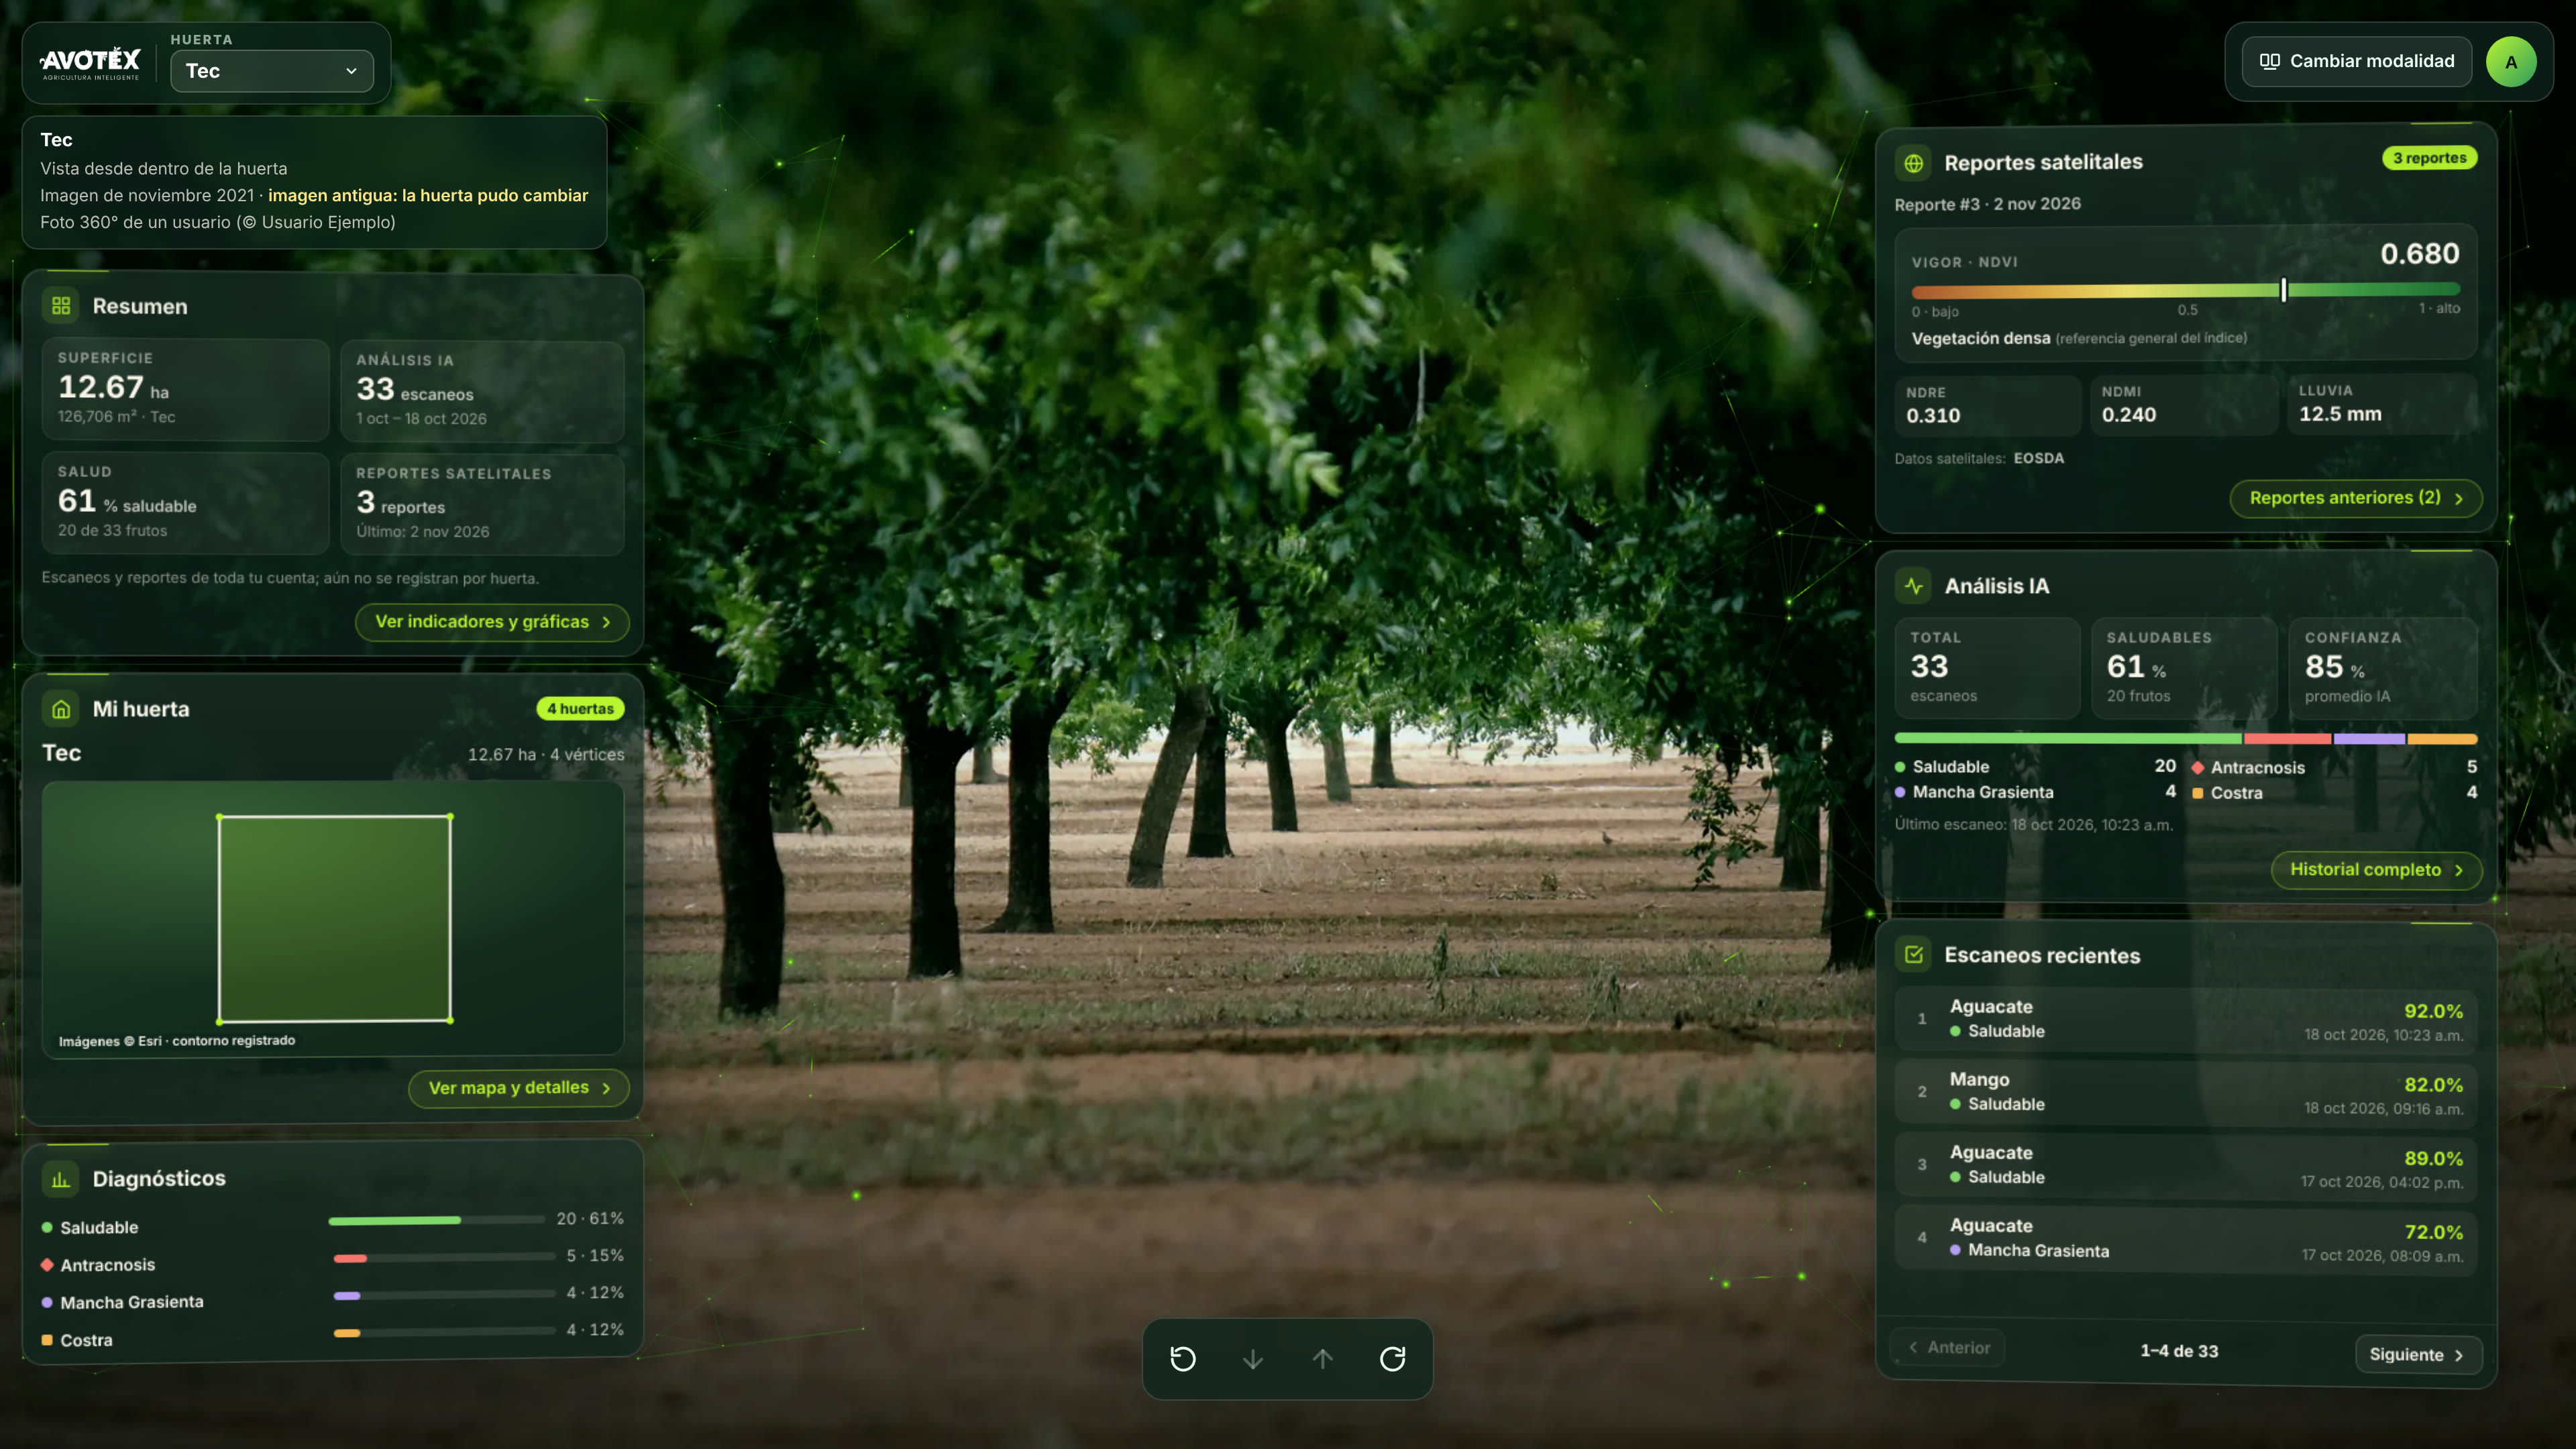 AVOTEX
AGRICULTURA INTELIGENTE
HUERTA
Tec
Cambiar modalidad
A
Tec
Vista desde dentro de la huerta
Imagen de noviembre 2021 · imagen antigua: la huerta pudo cambiar
Foto 360° de un usuario (© Usuario Ejemplo)
Resumen
SUPERFICIE
12.67 ha
126,706 m² · Tec
ANÁLISIS IA
33 escaneos
1 oct – 18 oct 2026
SALUD
61 % saludable
20 de 33 frutos
REPORTES SATELITALES
3 reportes
Último: 2 nov 2026
Escaneos y reportes de toda tu cuenta; aún no se registran por huerta.
Ver indicadores y gráficas
Mi huerta
4 huertas
Tec
12.67 ha · 4 vértices
Imágenes © Esri · contorno registrado
Ver mapa y detalles
Diagnósticos
Saludable 20 · 61%
Antracnosis 5 · 15%
Mancha Grasienta 4 · 12%
Costra 4 · 12%
Reportes satelitales
3 reportes
Reporte #3 · 2 nov 2026
VIGOR · NDVI 0.680
0 · bajo 0.5 1 · alto
Vegetación densa (referencia general del índice)
NDRE
0.310
NDMI
0.240
LLUVIA
12.5 mm
Datos satelitales: EOSDA
Reportes anteriores (2)
Análisis IA
TOTAL
33
escaneos
SALUDABLES
61 %
20 frutos
CONFIANZA
85 %
promedio IA
Saludable 20
Antracnosis 5
Mancha Grasienta 4
Costra 4
Último escaneo: 18 oct 2026, 10:23 a.m.
Historial completo
Escaneos recientes
1 Aguacate 92.0%
Saludable 18 oct 2026, 10:23 a.m.
2 Mango 82.0%
Saludable 18 oct 2026, 09:16 a.m.
3 Aguacate 89.0%
Saludable 17 oct 2026, 04:02 p.m.
4 Aguacate 72.0%
Mancha Grasienta 17 oct 2026, 08:09 a.m.
Anterior 1–4 de 33 Siguiente